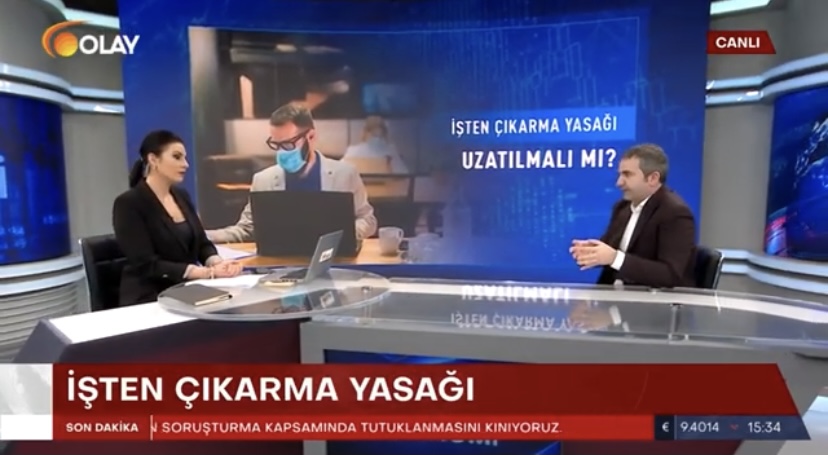 OLAY
CANLI
İŞTEN ÇIKARMA YASAĞI
UZATILMALI MI?
İŞTEN ÇIKARMA YASAĞI
SON DAKİKA
SORUŞTURMA KAPSAMINDA TUTUKLANMASINI KINIYORUZ.
€ 9.4014 15:34